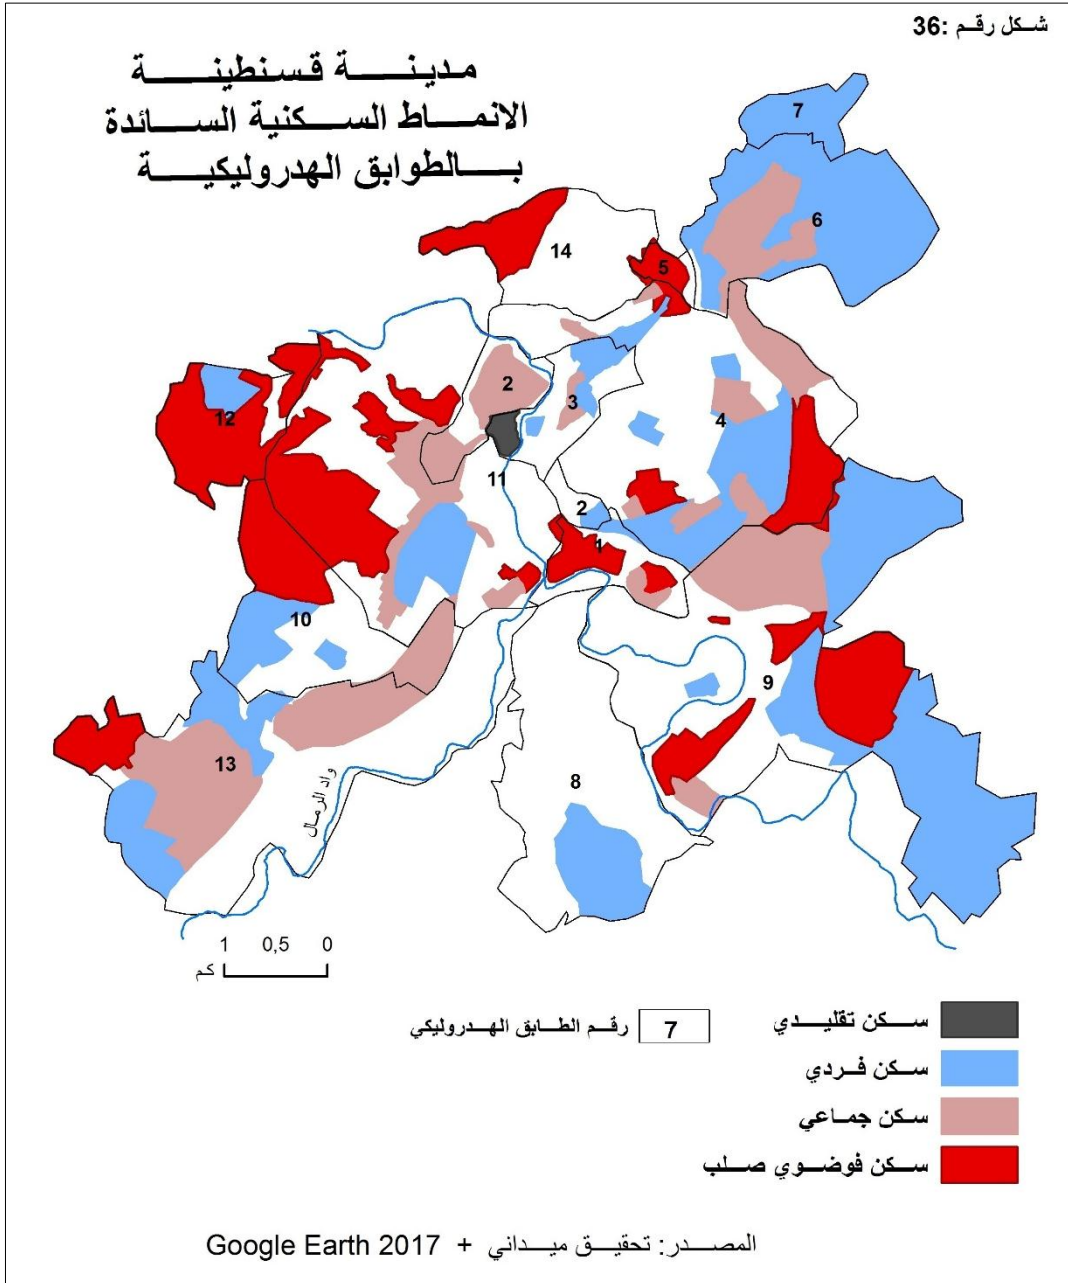 شكل رقم :36
مدينة قسنطينة
الانماط السكنية السائدة
بالطوابق الهدروليكية
7
6
14
5
2
3
12
4
11
2
1
10
9
13
8
واد الرمال
1 0,5 0
كم
سكن تقليدي
رقم الطابق الهدروليكي 7
سكن فردي
سكن جماعي
سكن فوضوي صلب
المصدر: تحقيق ميداني + Google Earth 2017